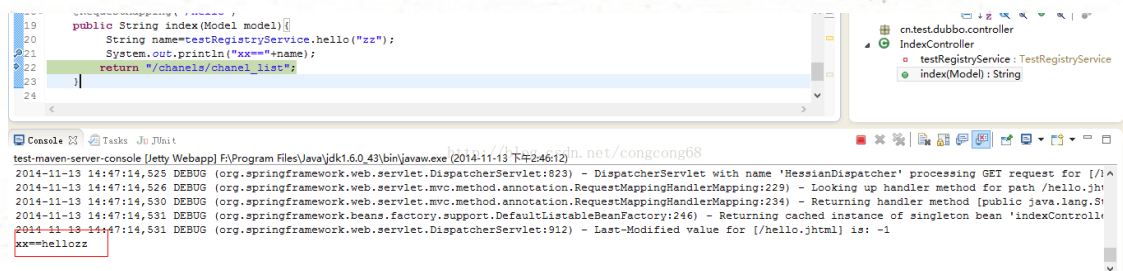 19 public String index(Model model){
20 String name=testRegistryService.hello("zz");
21 System.out.println("xx=="+name);
22 return "/chanels/chanel_list";
23 }
24
cn.test.dubbo.controller
IndexController
testRegistryService : TestRegistryService
index(Model) : String
Console Tasks JUnit
http://blog.csdn.net/congcong68
test-maven-server-console [Jetty Webapp] F:\Program Files\Java\jdk1.6.0_43\bin\javaw.exe (2014-11-13 下午2:46:12)
2014-11-13 14:47:14,525 DEBUG (org.springframework.web.servlet.DispatcherServlet:823) - DispatcherServlet with name 'HessianDispatcher' processing GET request for [/h
2014-11-13 14:47:14,526 DEBUG (org.springframework.web.servlet.mvc.method.annotation.RequestMappingHandlerMapping:229) - Looking up handler method for path /hello.jht
2014-11-13 14:47:14,530 DEBUG (org.springframework.web.servlet.mvc.method.annotation.RequestMappingHandlerMapping:234) - Returning handler method [public java.lang.St
2014-11-13 14:47:14,531 DEBUG (org.springframework.beans.factory.support.DefaultListableBeanFactory:246) - Returning cached instance of singleton bean 'indexControlle
2014-11-13 14:47:14,531 DEBUG (org.springframework.web.servlet.DispatcherServlet:912) - Last-Modified value for [/hello.jhtml] is: -1
xx==hellozz